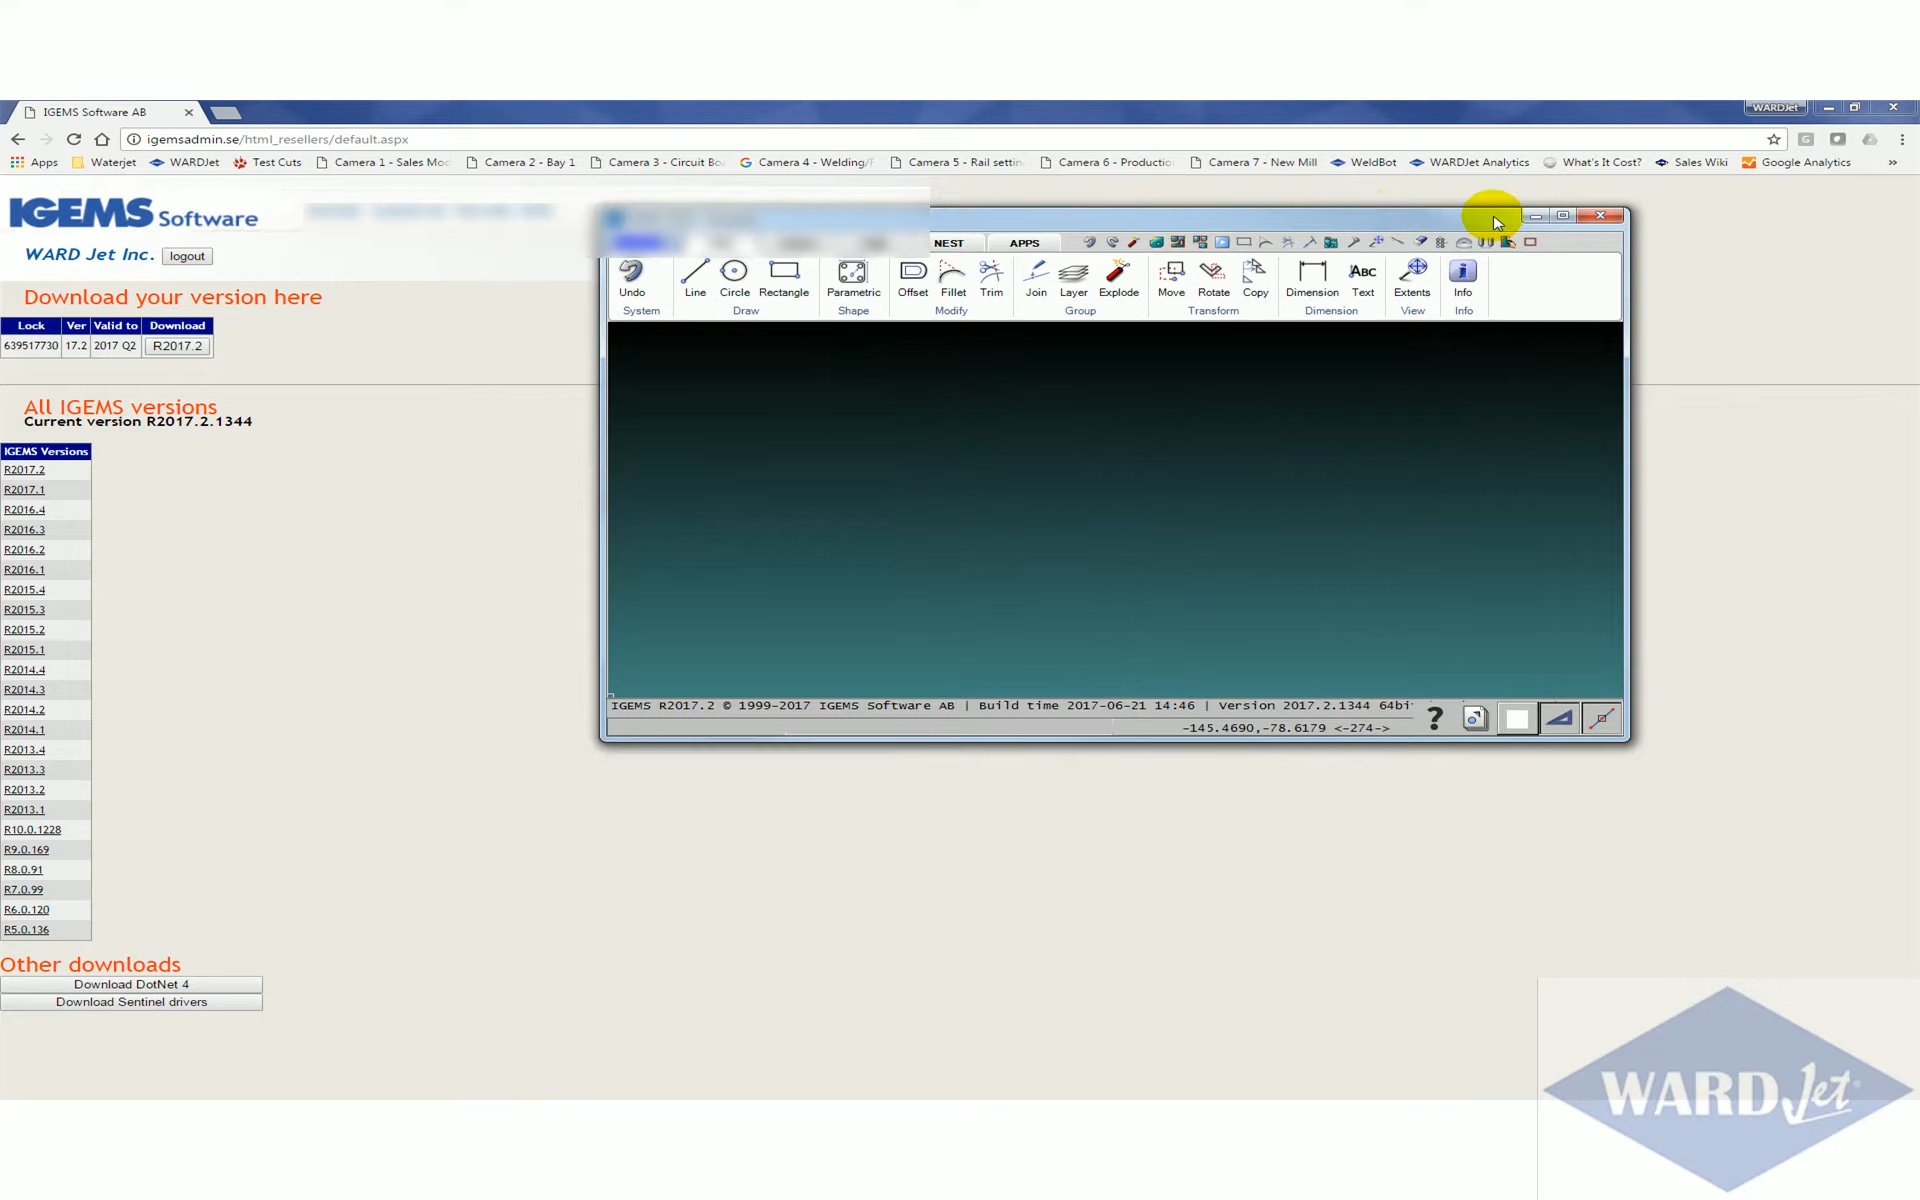 IGEMS Software AB
WARDJet
igemsadmin.se/html_resellers/default.aspx
Apps Waterjet WARDJet Test Cuts Camera 1 - Sales Mo Camera 2 - Bay 1 Camera 3 - Circuit Bo Camera 4 - Welding/ Camera 5 - Rail settin Camera 6 - Productio Camera 7 - New Mill WeldBot WARDJet Analytics What's It Cost? Sales Wiki Google Analytics »
IGEMS Software
WARD Jet Inc. logout
NEST APPS
Undo Line Circle Rectangle Parametric Offset Fillet Trim Join Layer Explode Move Rotate Copy Dimension Text Extents Info
ABC
System Draw Shape Modify Group Transform Dimension View Info
Download your version here
Lock Ver Valid to Download
639517730 17.2 2017 Q2 R2017.2
All IGEMS versions
Current version R2017.2.1344
IGEMS Versions
R2017.2
R2017.1
R2016.4
R2016.3
R2016.2
R2016.1
R2015.4
R2015.3
R2015.2
R2015.1
R2014.4
R2014.3
R2014.2
R2014.1
R2013.4
R2013.3
R2013.2
R2013.1
R10.0.1228
R9.0.169
R8.0.91
R7.0.99
R6.0.120
R5.0.136
IGEMS R2017.2 © 1999-2017 IGEMS Software AB | Build time 2017-06-21 14:46 | Version 2017.2.1344 64bi
-145.4690,-78.6179 <-274->
?
Other downloads
Download DotNet 4
Download Sentinel drivers
WARDJet